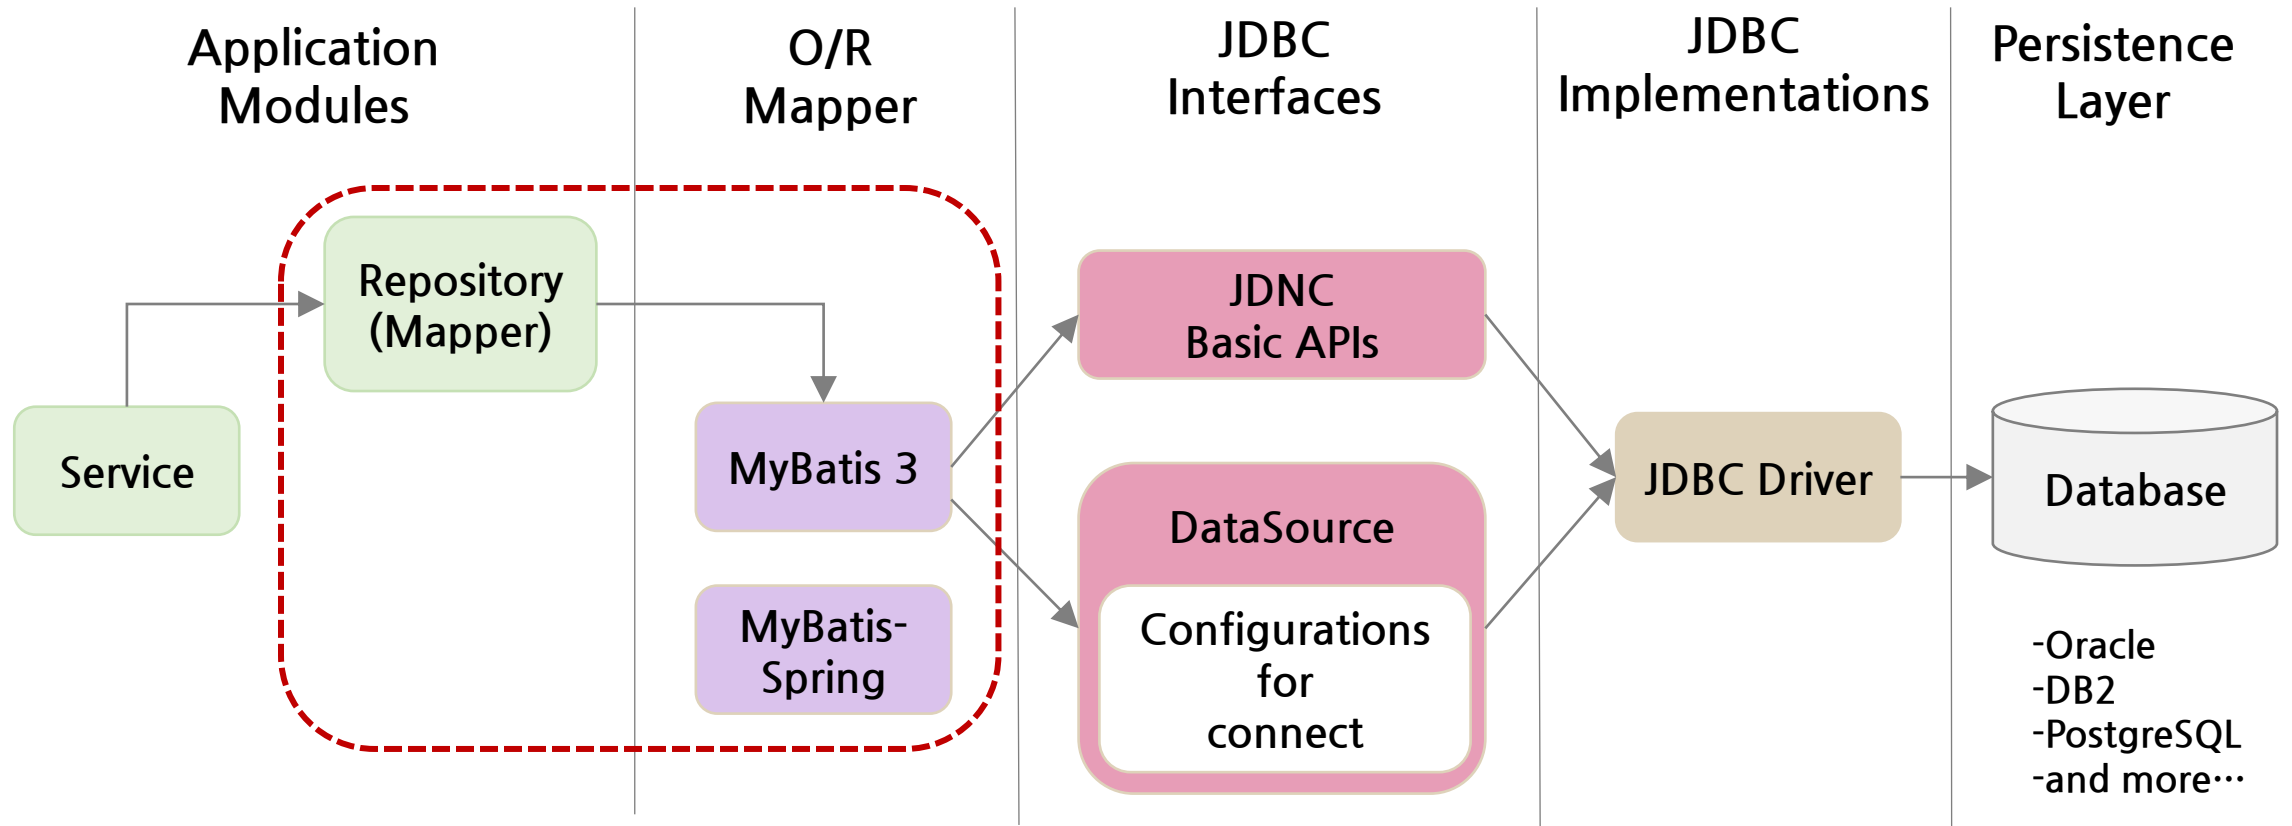 Application
Modules
O/R
Mapper
JDBC
Interfaces
JDBC
Implementations
Persistence
Layer
Repository
(Mapper)
Service
MyBatis 3
MyBatis-
Spring
JDNC
Basic APIs
DataSource
Configurations
for
connect
JDBC Driver
Database
-Oracle
-DB2
-PostgreSQL
-and more…